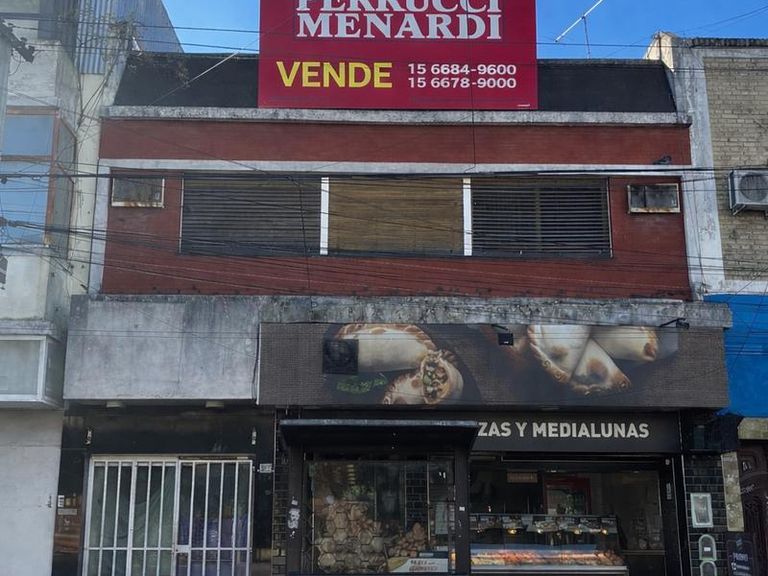 FERRUCCI
MENARDI
VENDE
15 6684-9600
15 6678-9000
ZAS Y MEDIALUNAS